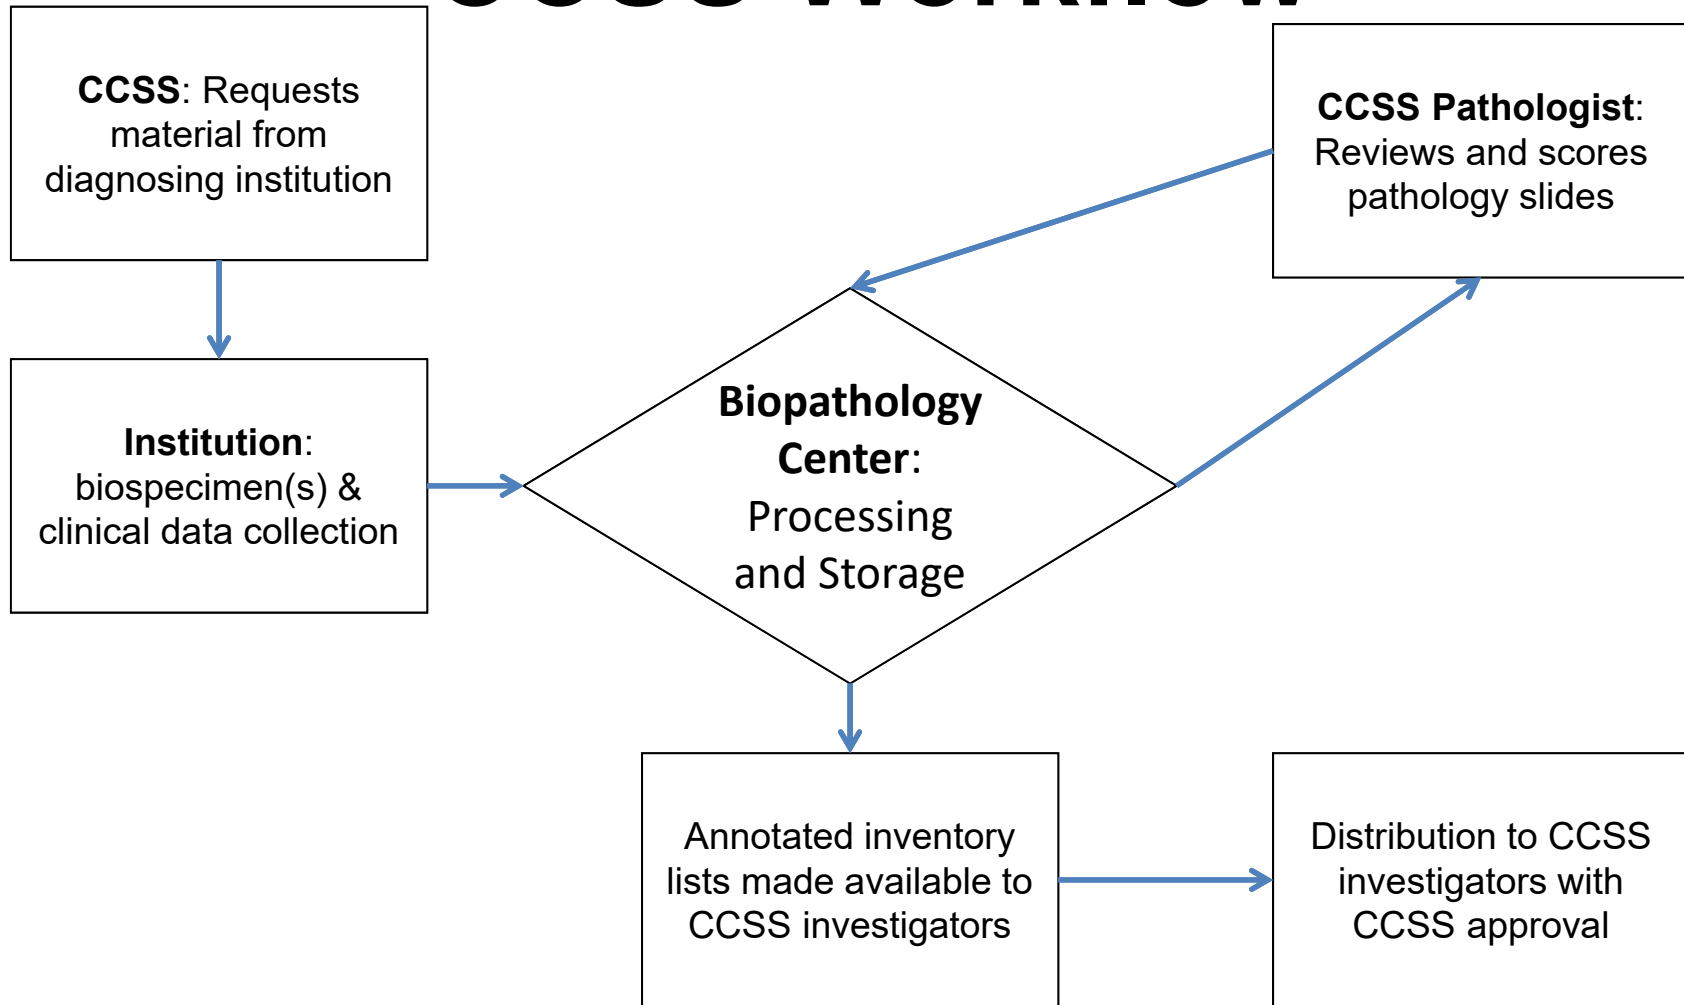 CCSS Workflow
CCSS: Requests
material from
diagnosing institution
CCSS Pathologist:
Reviews and scores
pathology slides
Institution:
biospecimen(s) &
clinical data collection
Biopathology
Center:
Processing
and Storage
Annotated inventory
lists made available to
CCSS investigators
Distribution to CCSS
investigators with
CCSS approval